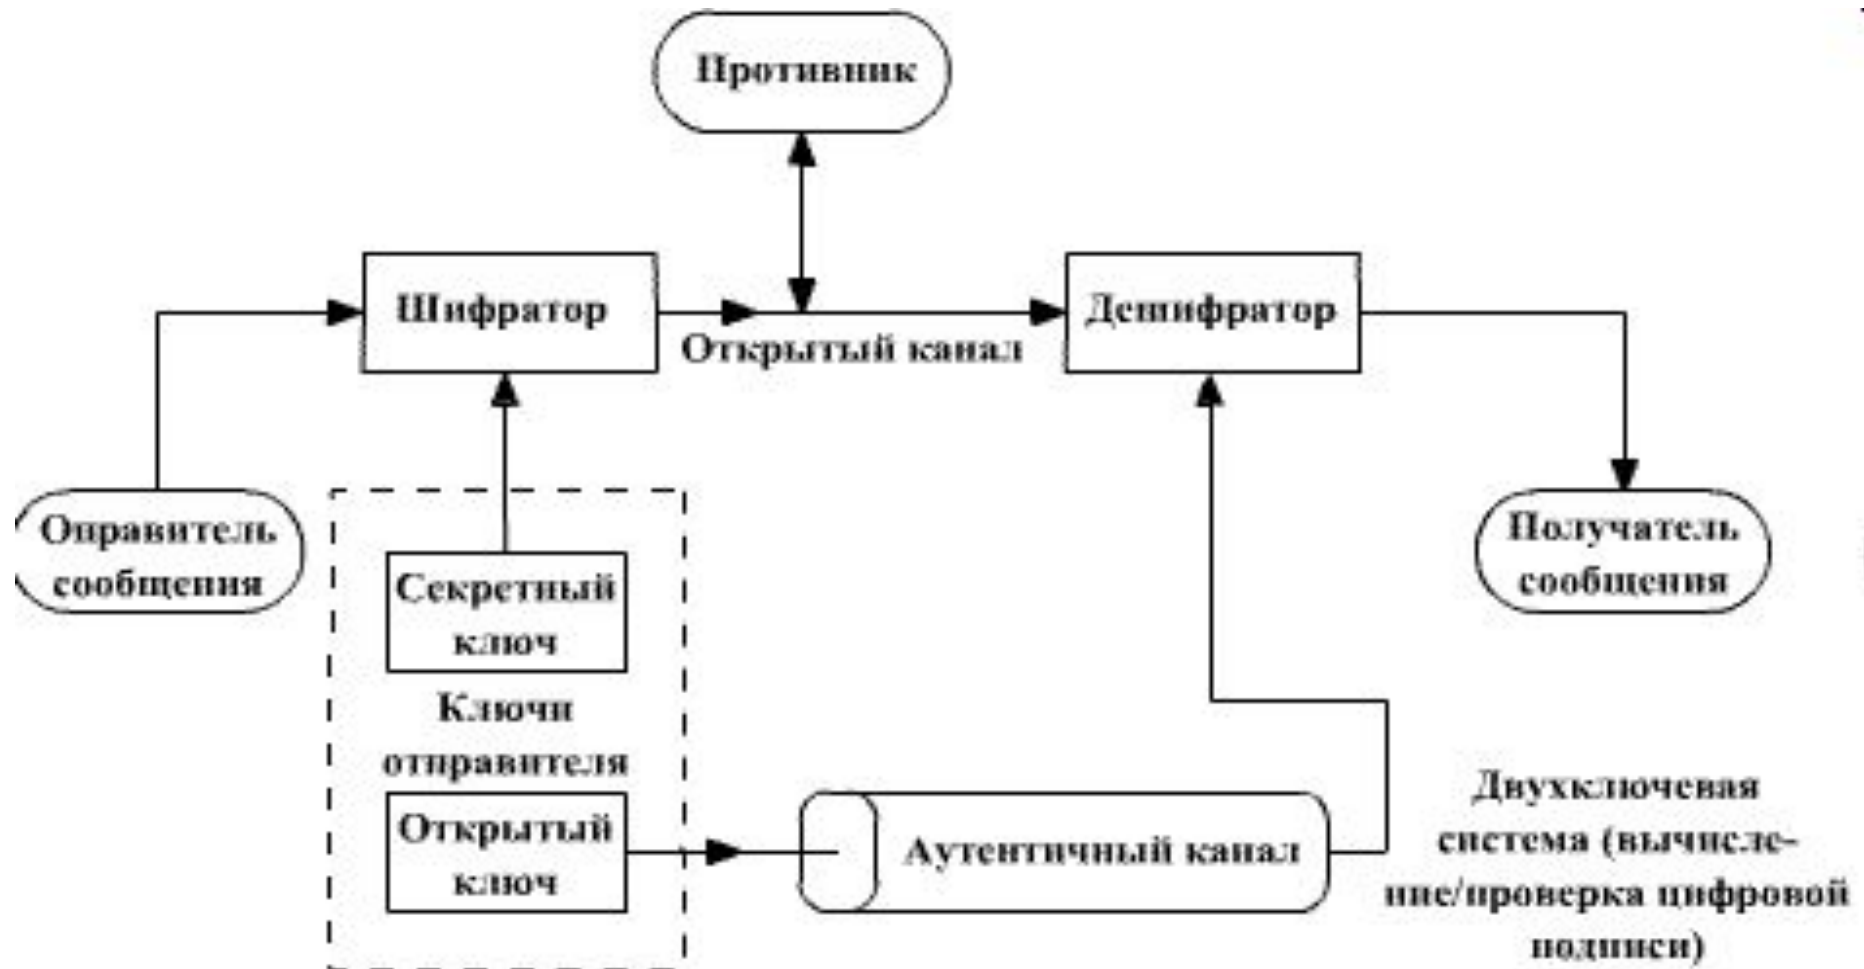 Противник
Шифратор
Дешифратор
Открытый канал
Оправитель
сообщения
Получатель
сообщения
Секретный
ключ
Ключи
отправителя
Открытый
ключ
Аутентичный канал
Двухключевая
система (вычисле-
ние/проверка цифровой
подписи)